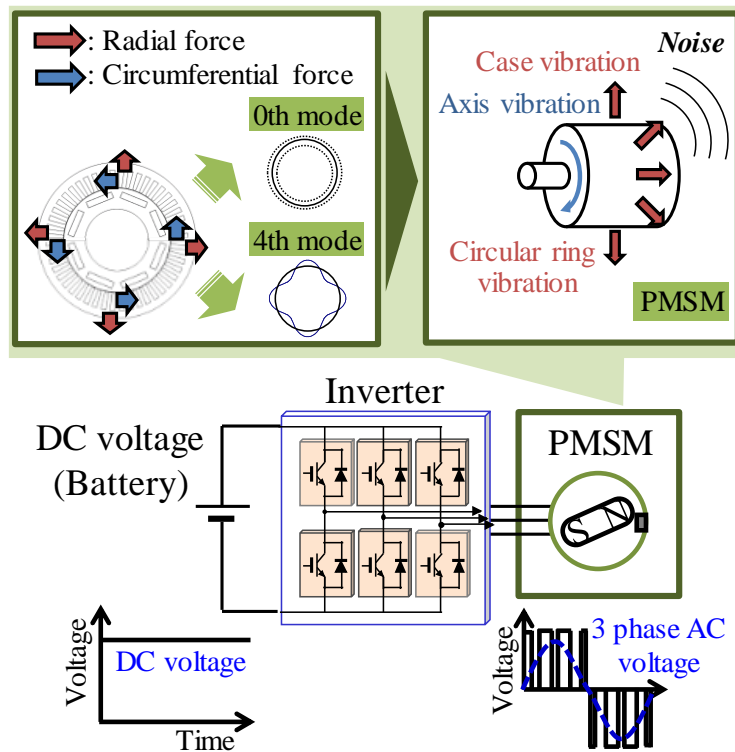 : Radial force
: Circumferential force
0th mode
4th mode
Noise
Case vibration
Axis vibration
Circular ring
vibration
PMSM
Inverter
DC voltage
(Battery)
PMSM
S N
Voltage
DC voltage
Time
Voltage
3 phase AC
voltage